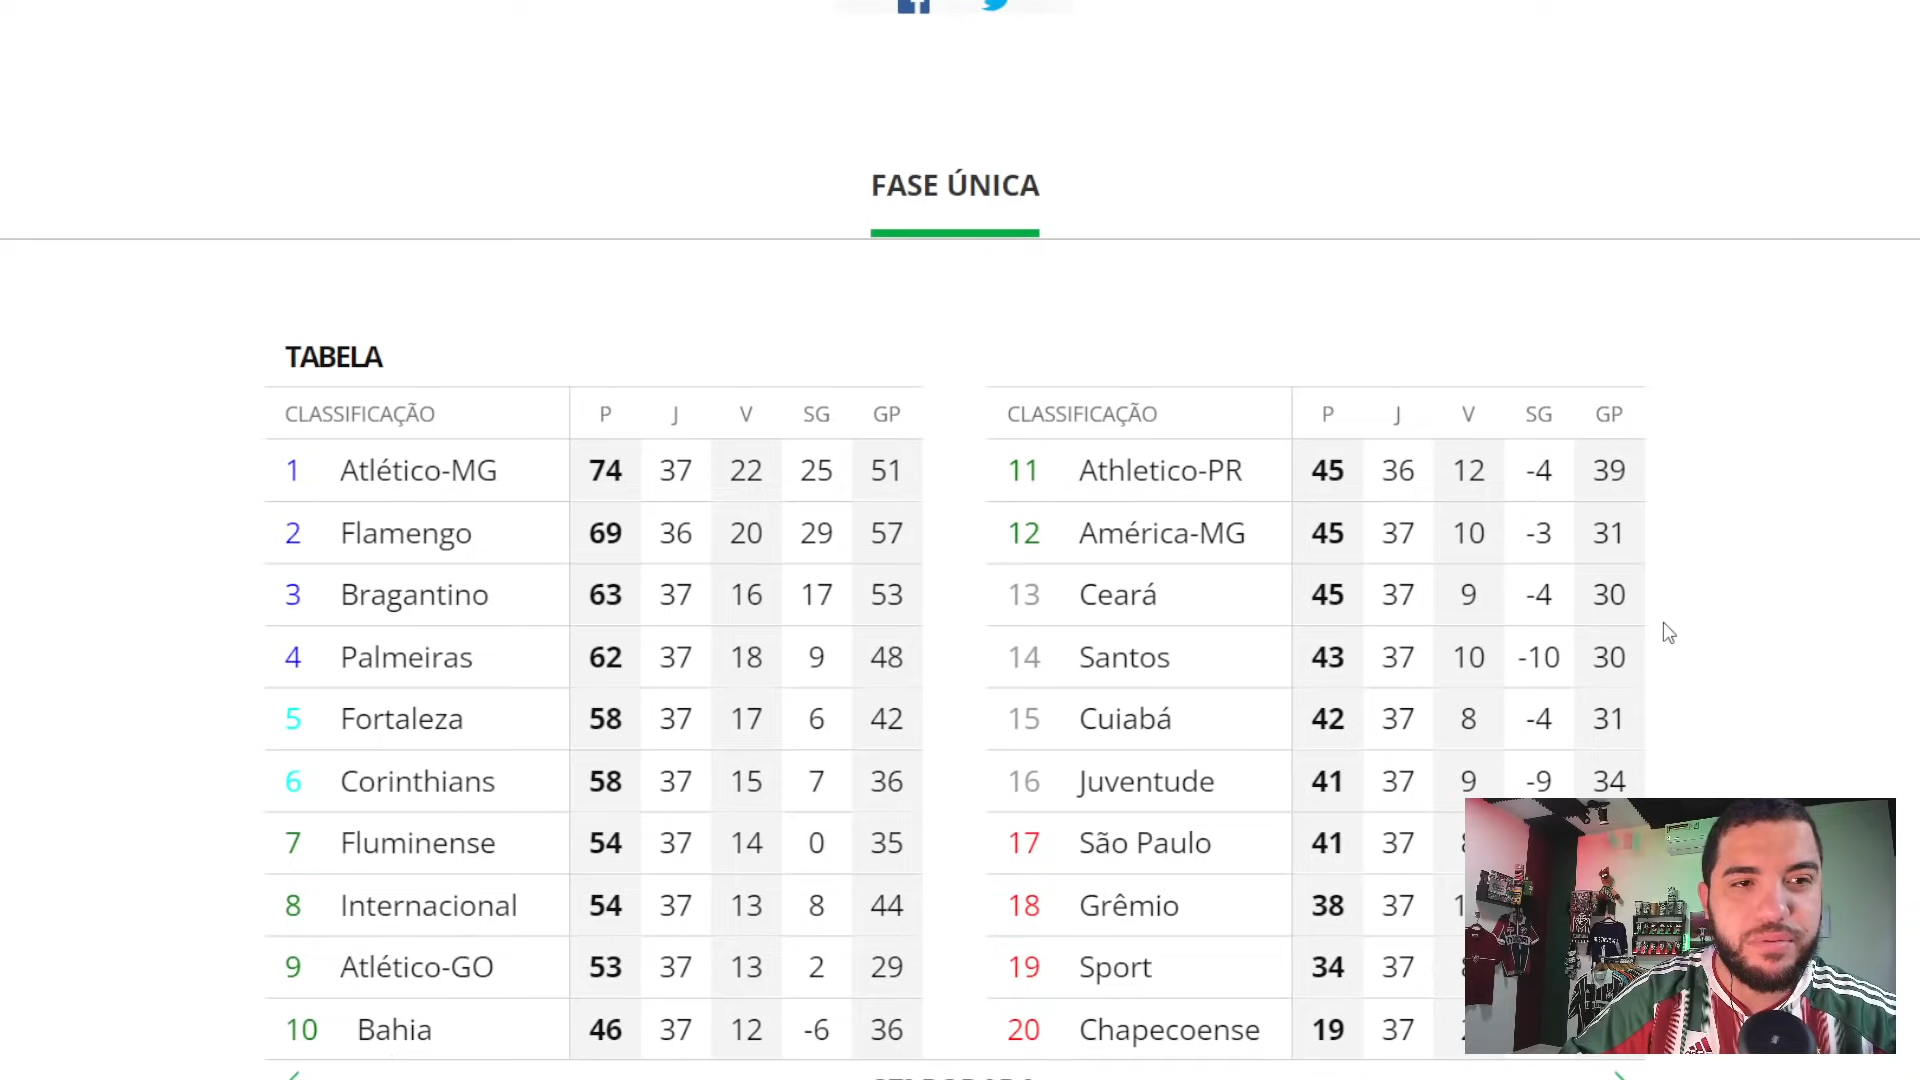 FASE ÚNICA
TABELA
CLASSIFICAÇÃO P J V SG GP
1 Atlético-MG 74 37 22 25 51
2 Flamengo 69 36 20 29 57
3 Bragantino 63 37 16 17 53
4 Palmeiras 62 37 18 9 48
5 Fortaleza 58 37 17 6 42
6 Corinthians 58 37 15 7 36
7 Fluminense 54 37 14 0 35
8 Internacional 54 37 13 8 44
9 Atlético-GO 53 37 13 2 29
10 Bahia 46 37 12 -6 36
CLASSIFICAÇÃO P J V SG GP
11 Athletico-PR 45 36 12 -4 39
12 América-MG 45 37 10 -3 31
13 Ceará 45 37 9 -4 30
14 Santos 43 37 10 -10 30
15 Cuiabá 42 37 8 -4 31
16 Juventude 41 37 9 -9 34
17 São Paulo 41 37
18 Grêmio 38 37
19 Sport 34 37
20 Chapecoense 19 37